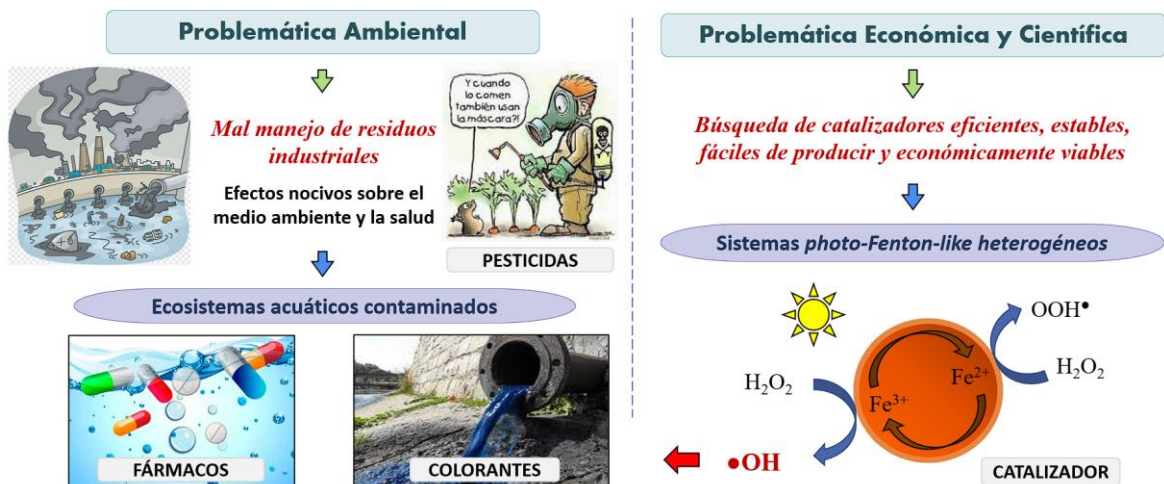 Problemática Ambiental
Mal manejo de residuos
industriales
Efectos nocivos sobre el
medio ambiente y la salud
Y cuando
lo comen
también usan
la máscara?!
PESTICIDAS
Ecosistemas acuáticos contaminados
FÁRMACOS
COLORANTES
Problemática Económica y Científica
Búsqueda de catalizadores eficientes, estables,
fáciles de producir y económicamente viables
Sistemas photo-Fenton-like heterogéneos
OOH•
H₂O₂
Fe²⁺
H₂O₂
Fe³⁺
•OH
CATALIZADOR